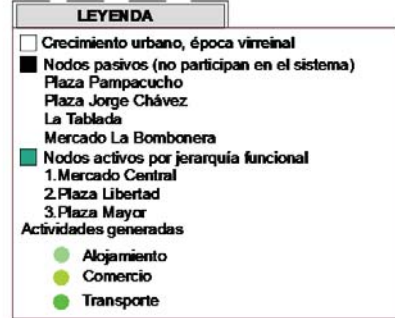 LEYENDA
Crecimiento urbano, época virreinal
Nodos pasivos (no participan en el sistema)
Plaza Pampacucho
Plaza Jorge Chávez
La Tablada
Mercado La Bombonera
Nodos activos por jerarquía funcional
1.Mercado Central
2.Plaza Libertad
3.Plaza Mayor
Actividades generadas
Alojamiento
Comercio
Transporte